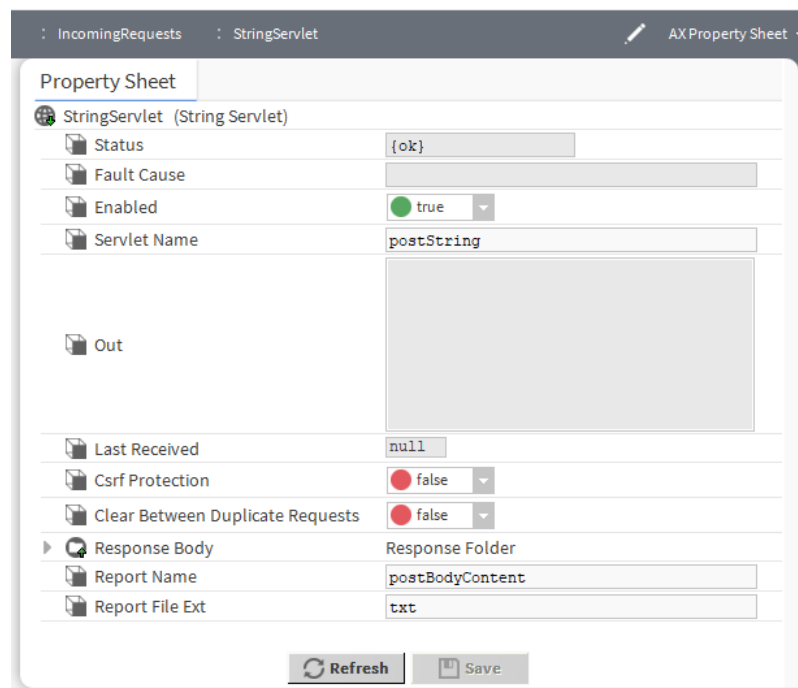 : IncomingRequests : StringServlet AX Property Sheet
Property Sheet
StringServlet (String Servlet)
Status {ok}
Fault Cause
Enabled true
Servlet Name postString
Out
Last Received null
Csrf Protection false
Clear Between Duplicate Requests false
Response Body Response Folder
Report Name postBodyContent
Report File Ext txt
Refresh Save